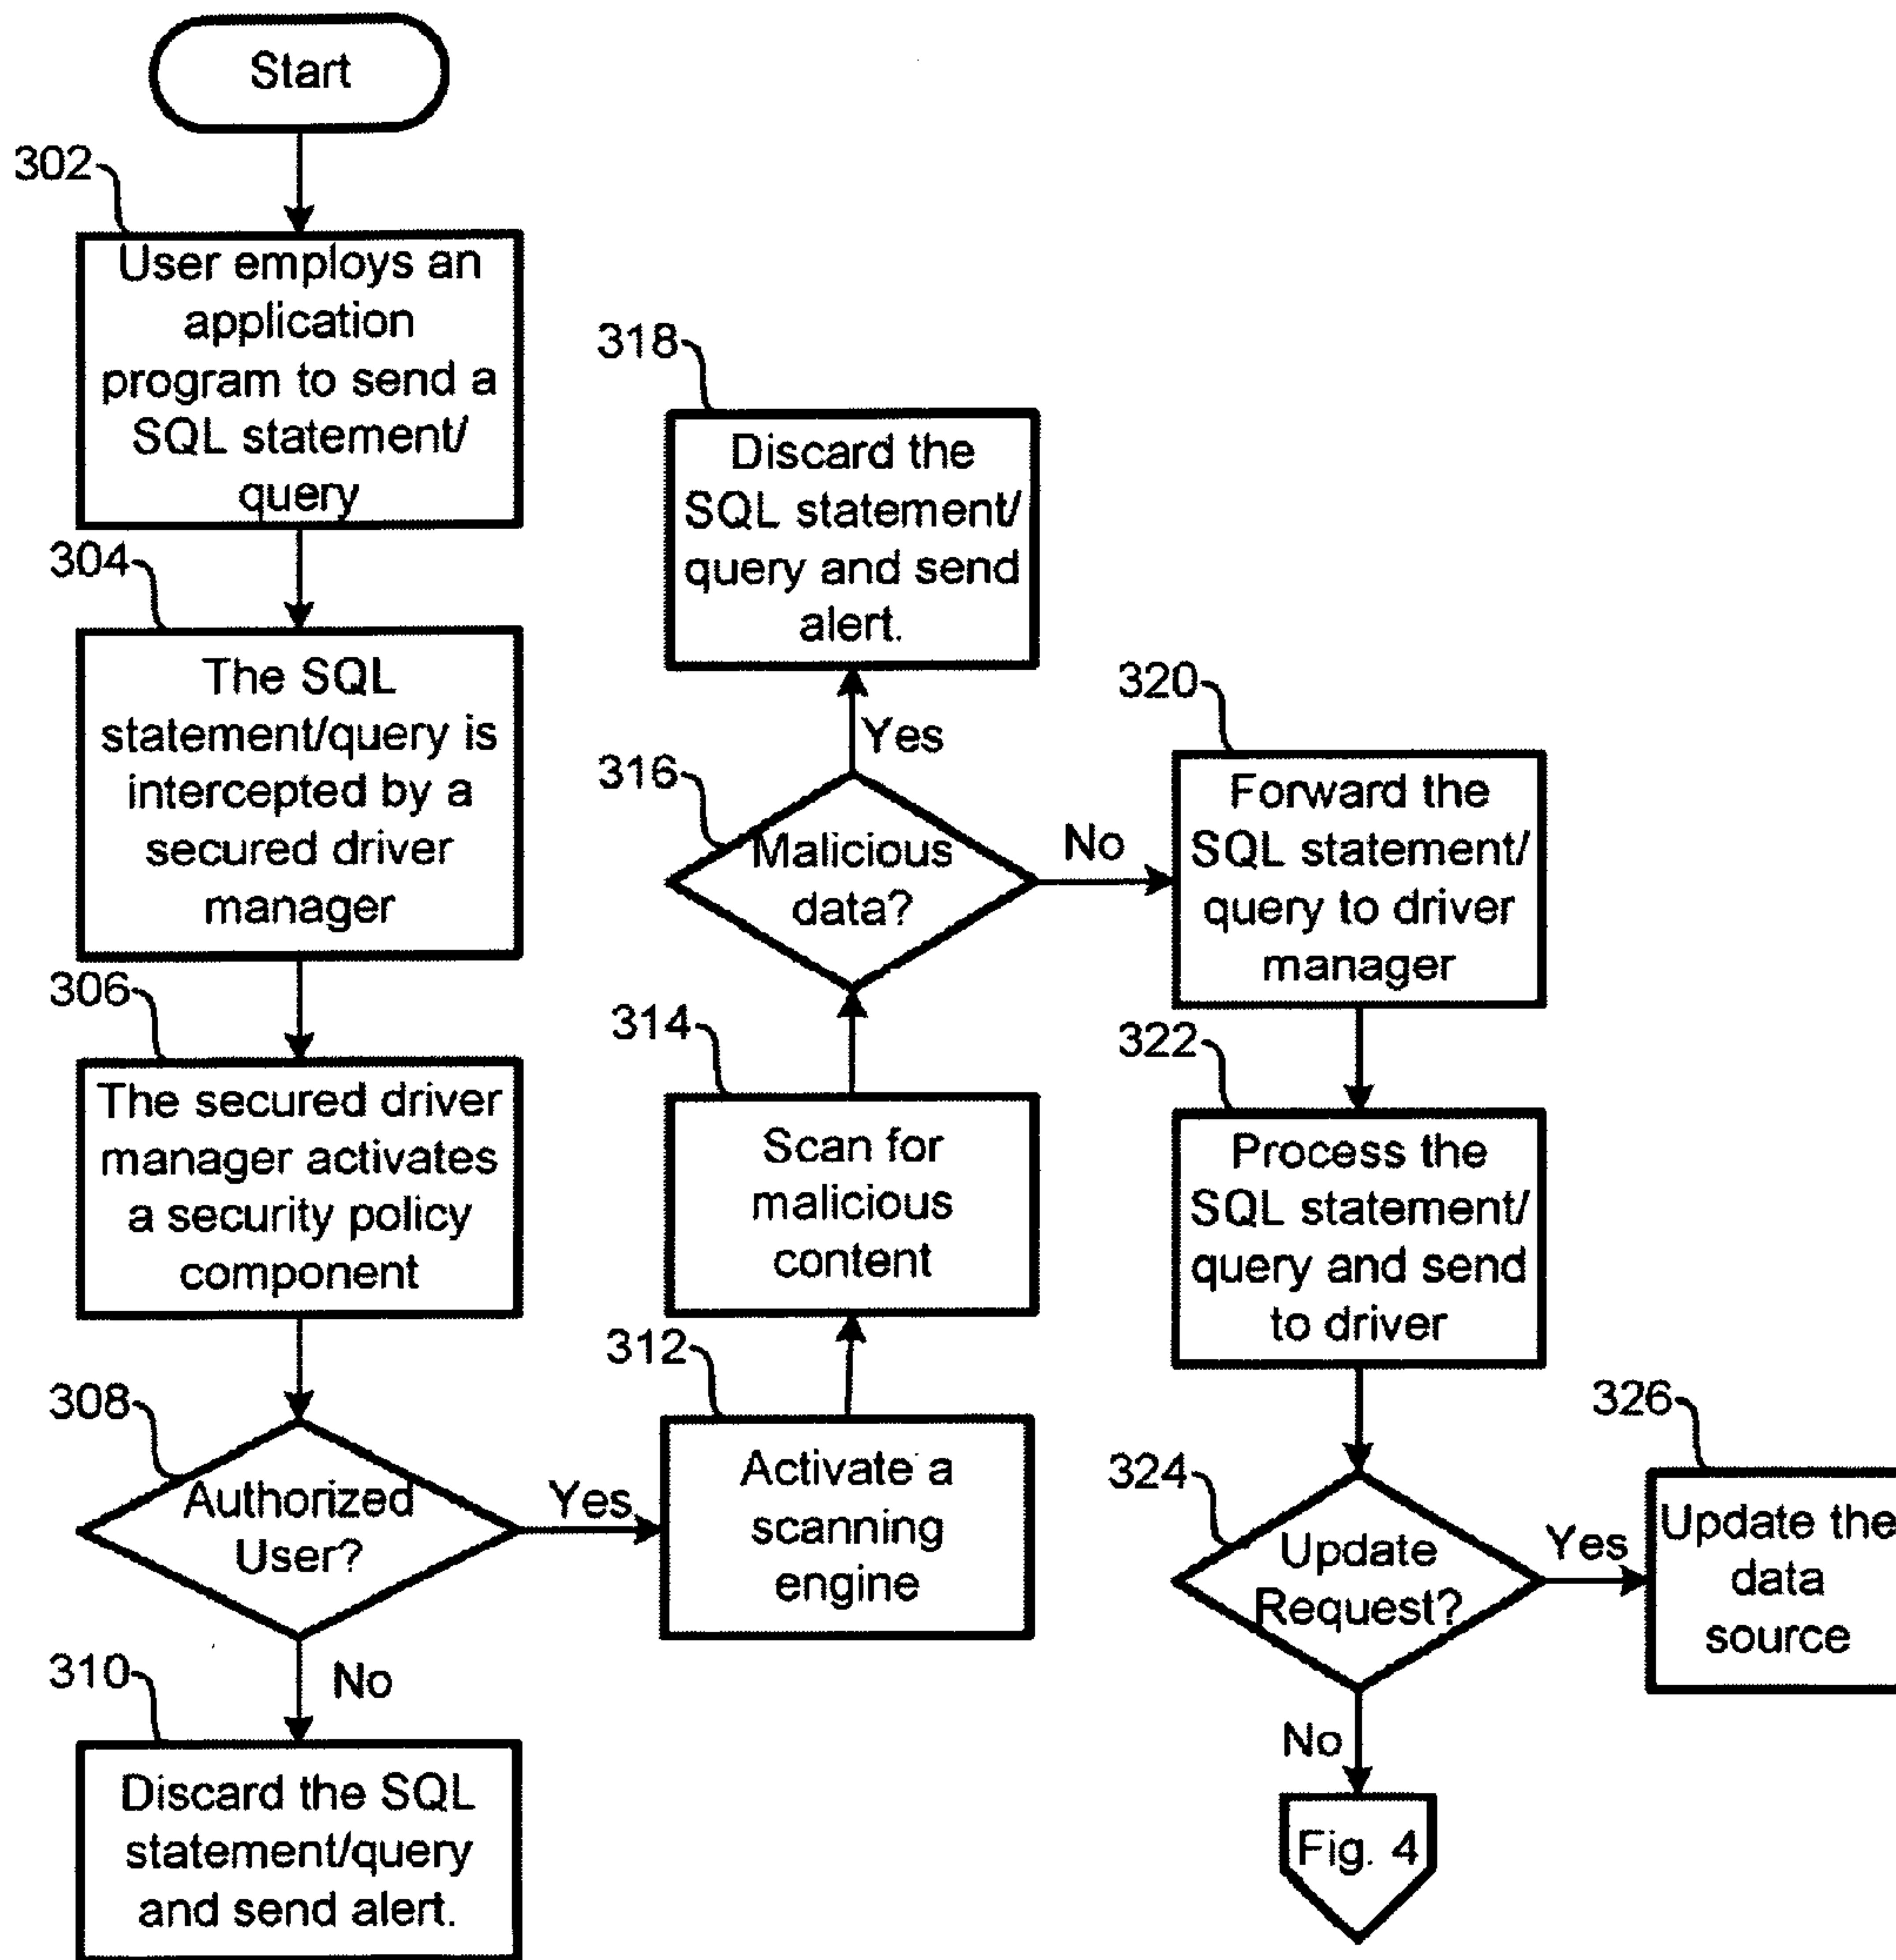 Start
302
User employs an
application
program to send a
SQL statement/
query
304
The SQL
statement/query is
intercepted by a
secured driver
manager
306
The secured driver
manager activates
a security policy
component
308
Authorized
User?
Yes
No
310
Discard the SQL
statement/query
and send alert.
312
Activate a
scanning
engine
314
Scan for
malicious
content
316
Malicious
data?
Yes
No
318
Discard the
SQL statement/
query and send
alert.
320
Forward the
SQL statement/
query to driver
manager
322
Process the
SQL statement/
query and send
to driver
324
Update
Request?
Yes
No
326
Update the
data
source
Fig. 4